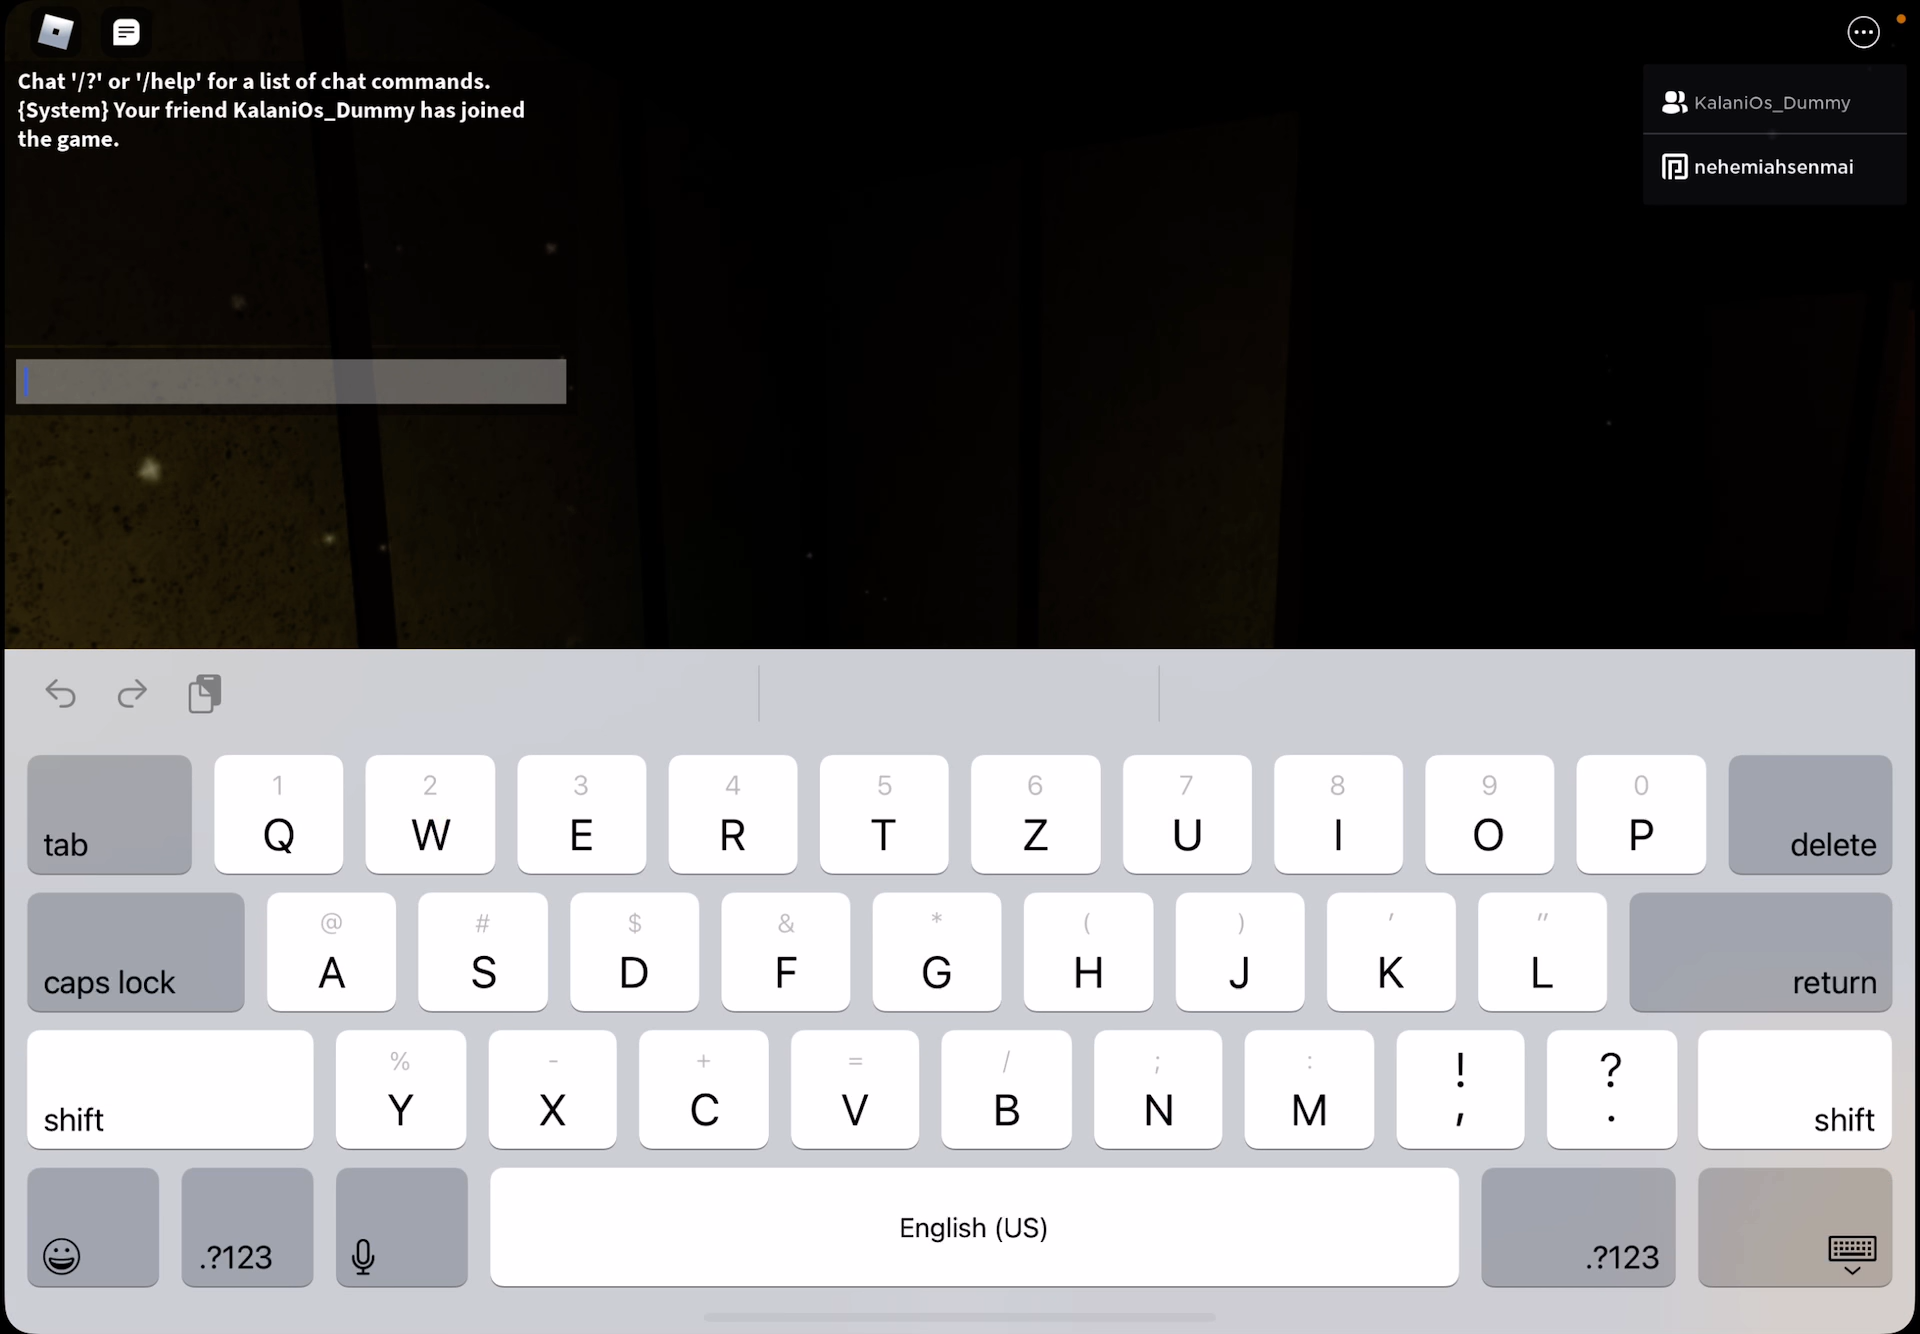 Chat '/?' or '/help' for a list of chat commands.
{System} Your friend KalaniOs_Dummy has joined
the game.
KalaniOs_Dummy
nehemiahsenmai
tab
1 2 3 4 5 6 7 8 9 0
Q W E R T Z U I O P
delete
caps lock
@ # $ & * ( ) ' "
A S D F G H J K L
return
shift
% - + = / ; : ! ?
Y X C V B N M , .
shift
.?123
English (US)
.?123